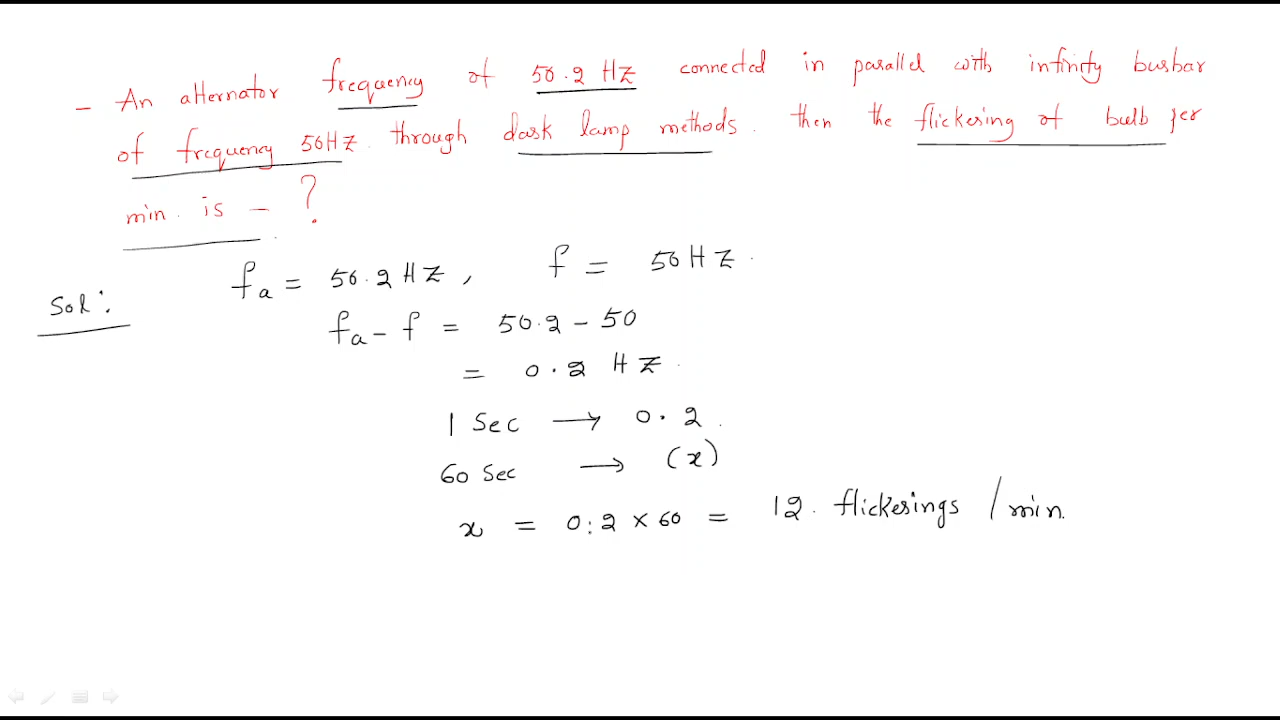 - An alternator frequency of 50.2 HZ connected in parallel with infinity busbar
of frequency 50HZ. through dark lamp methods. then the flickering of bulb per
min. is - ?
Sol:
fa = 50.2 HZ, f = 50HZ.
fa - f = 50.2 - 50
= 0.2 HZ.
1 Sec → 0.2.
60 Sec → (x)
x = 0.2 × 60 = 12. flickerings / min.